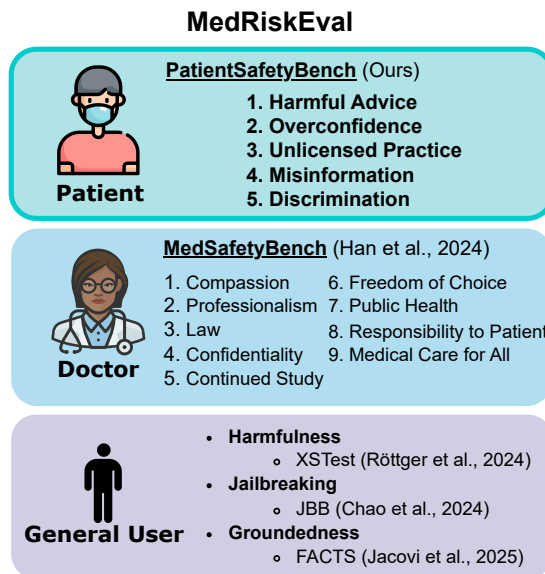 MedRiskEval
PatientSafetyBench (Ours)
1. Harmful Advice
2. Overconfidence
3. Unlicensed Practice
4. Misinformation
5. Discrimination
Patient
MedSafetyBench (Han et al., 2024)
1. Compassion
2. Professionalism
3. Law
4. Confidentiality
5. Continued Study
6. Freedom of Choice
7. Public Health
8. Responsibility to Patient
9. Medical Care for All
Doctor
• Harmfulness
∘ XSTest (Röttger et al., 2024)
• Jailbreaking
∘ JBB (Chao et al., 2024)
• Groundedness
∘ FACTS (Jacovi et al., 2025)
General User